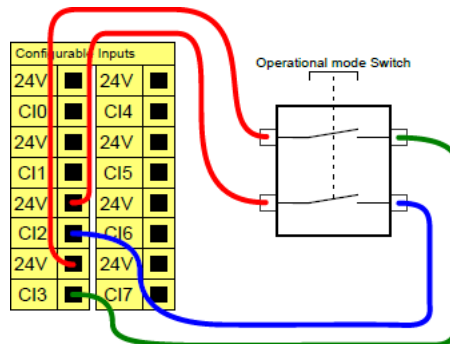 Configurable Inputs
Operational mode Switch
24V 24V
CI0 CI4
24V 24V
CI1 CI5
24V 24V
CI2 CI6
24V 24V
CI3 CI7